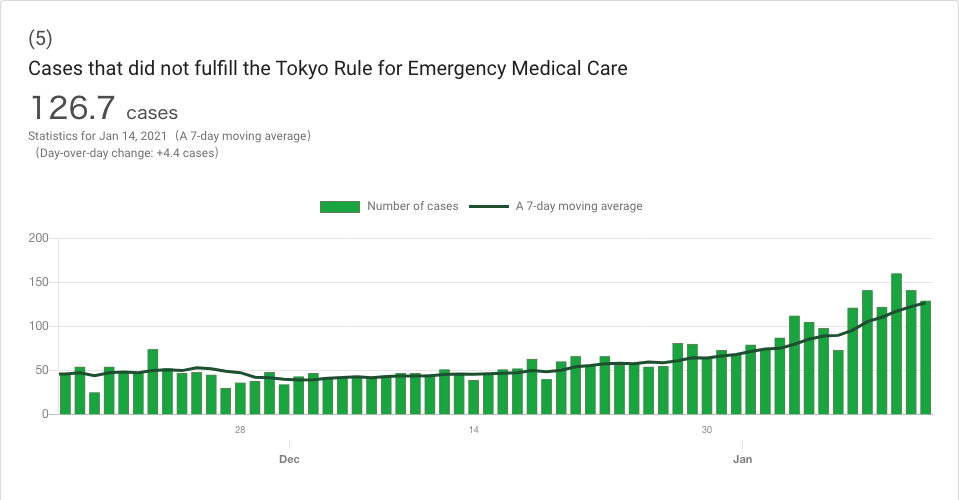 (5)
Cases that did not fulfill the Tokyo Rule for Emergency Medical Care
126.7 cases
Statistics for Jan 14, 2021（A 7-day moving average）
（Day-over-day change: +4.4 cases）
Number of cases A 7-day moving average
200
150
100
50
0
28 14 30
Dec Jan